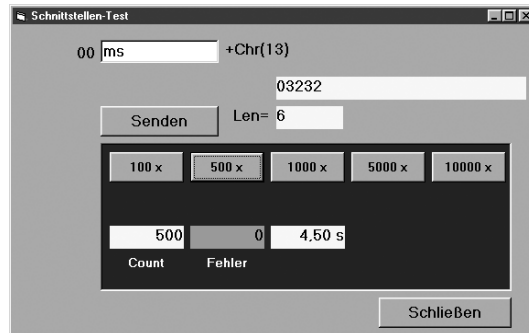 Schnittstellen-Test
00 ms +Chr(13)
03232
Senden Len= 6
100 x 500 x 1000 x 5000 x 10000 x
500 0 4,50 s
Count Fehler
Schließen